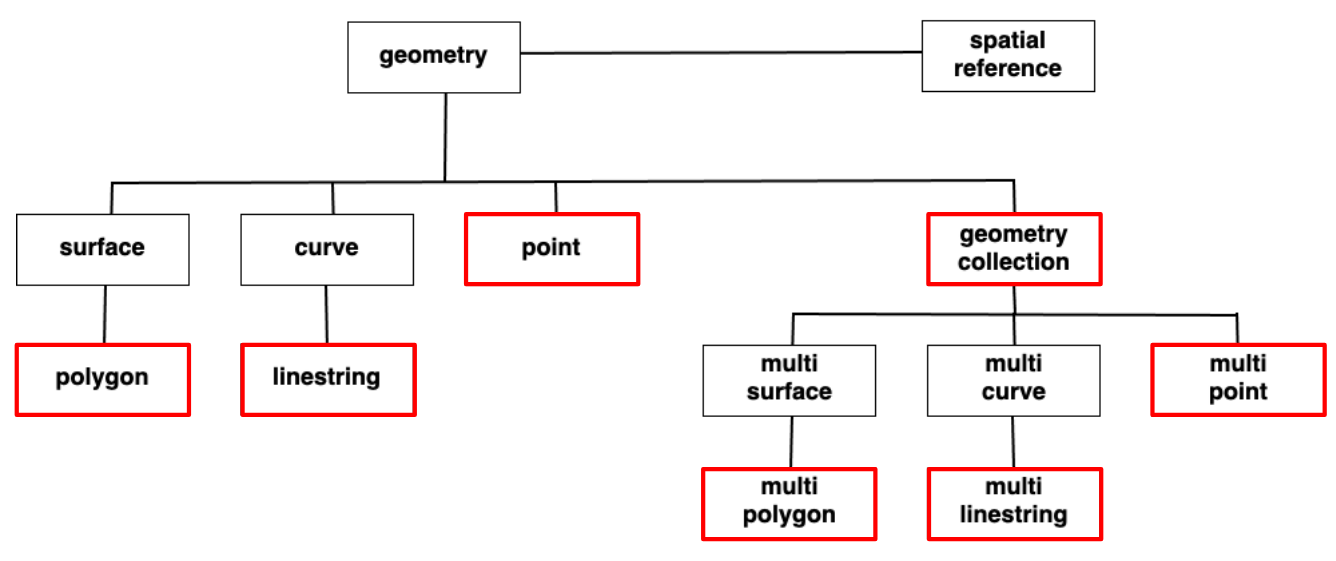 geometry
spatial
reference
surface
curve
point
geometry
collection
polygon
linestring
multi
surface
multi
curve
multi
point
multi
polygon
multi
linestring